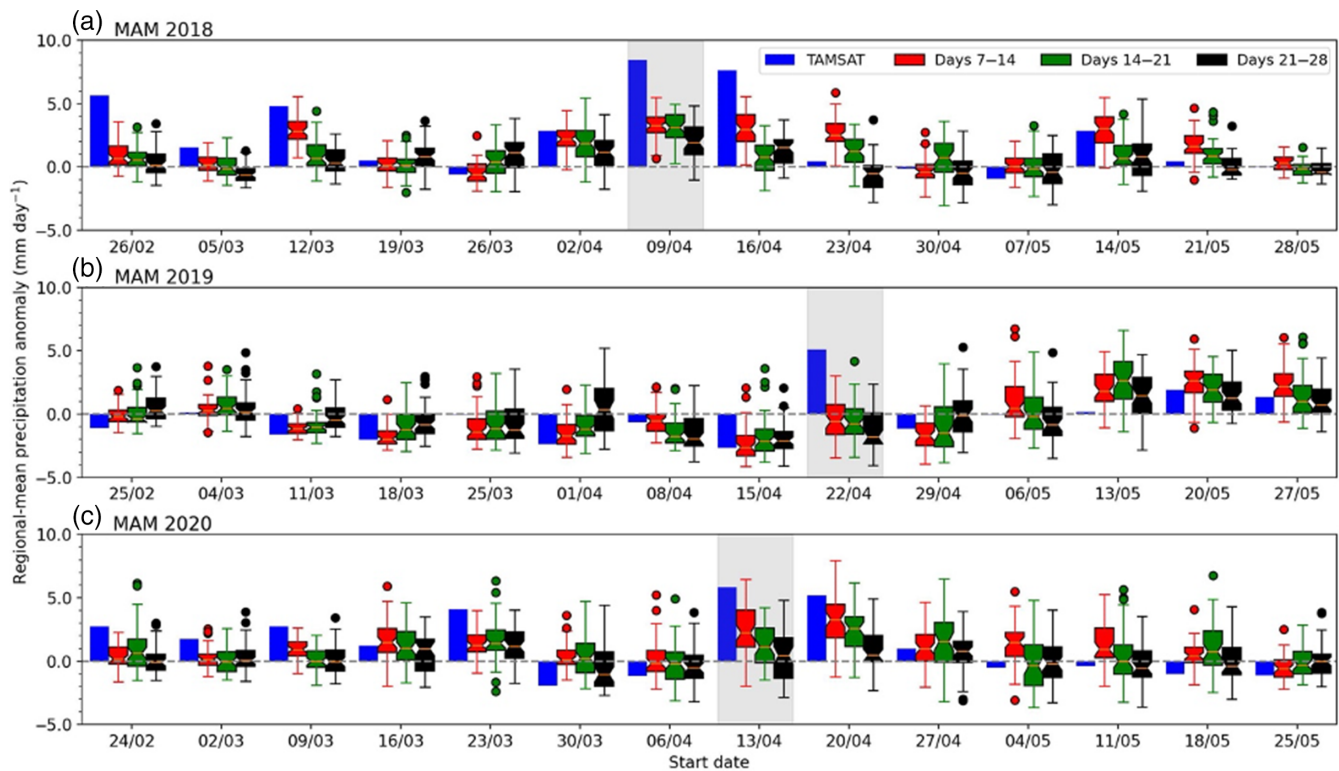 (a) MAM 2018
10.0
TAMSAT Days 7−14 Days 14−21 Days 21−28
5.0
0.0
−5.0
26/02 05/03 12/03 19/03 26/03 02/04 09/04 16/04 23/04 30/04 07/05 14/05 21/05 28/05
(b) MAM 2019
10.0
5.0
0.0
−5.0
25/02 04/03 11/03 18/03 25/03 01/04 08/04 15/04 22/04 29/04 06/05 13/05 20/05 27/05
(c) MAM 2020
10.0
5.0
0.0
−5.0
24/02 02/03 09/03 16/03 23/03 30/03 06/04 13/04 20/04 27/04 04/05 11/05 18/05 25/05
Start date
Regional-mean precipitation anomaly (mm day⁻¹)